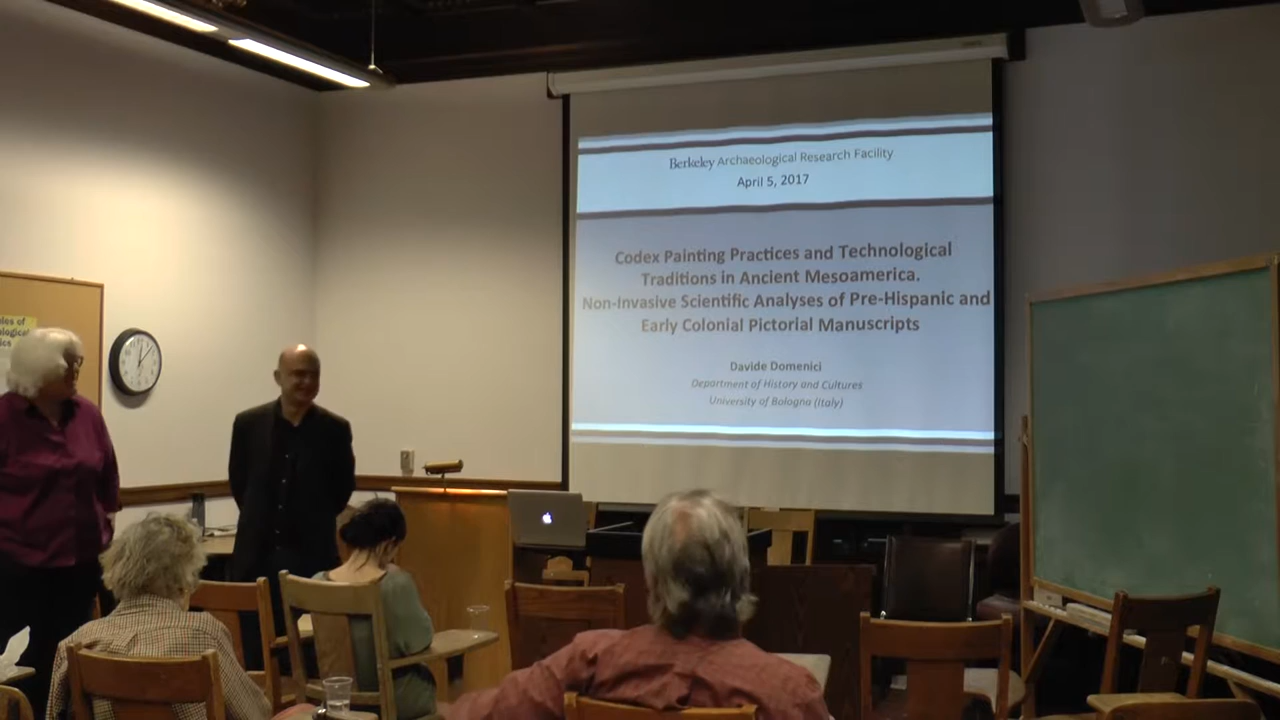 Berkeley Archaeological Research Facility
April 5, 2017
Codex Painting Practices and Technological
Traditions in Ancient Mesoamerica.
Non-Invasive Scientific Analyses of Pre-Hispanic and
Early Colonial Pictorial Manuscripts
Davide Domenici
Department of History and Cultures
University of Bologna (Italy)